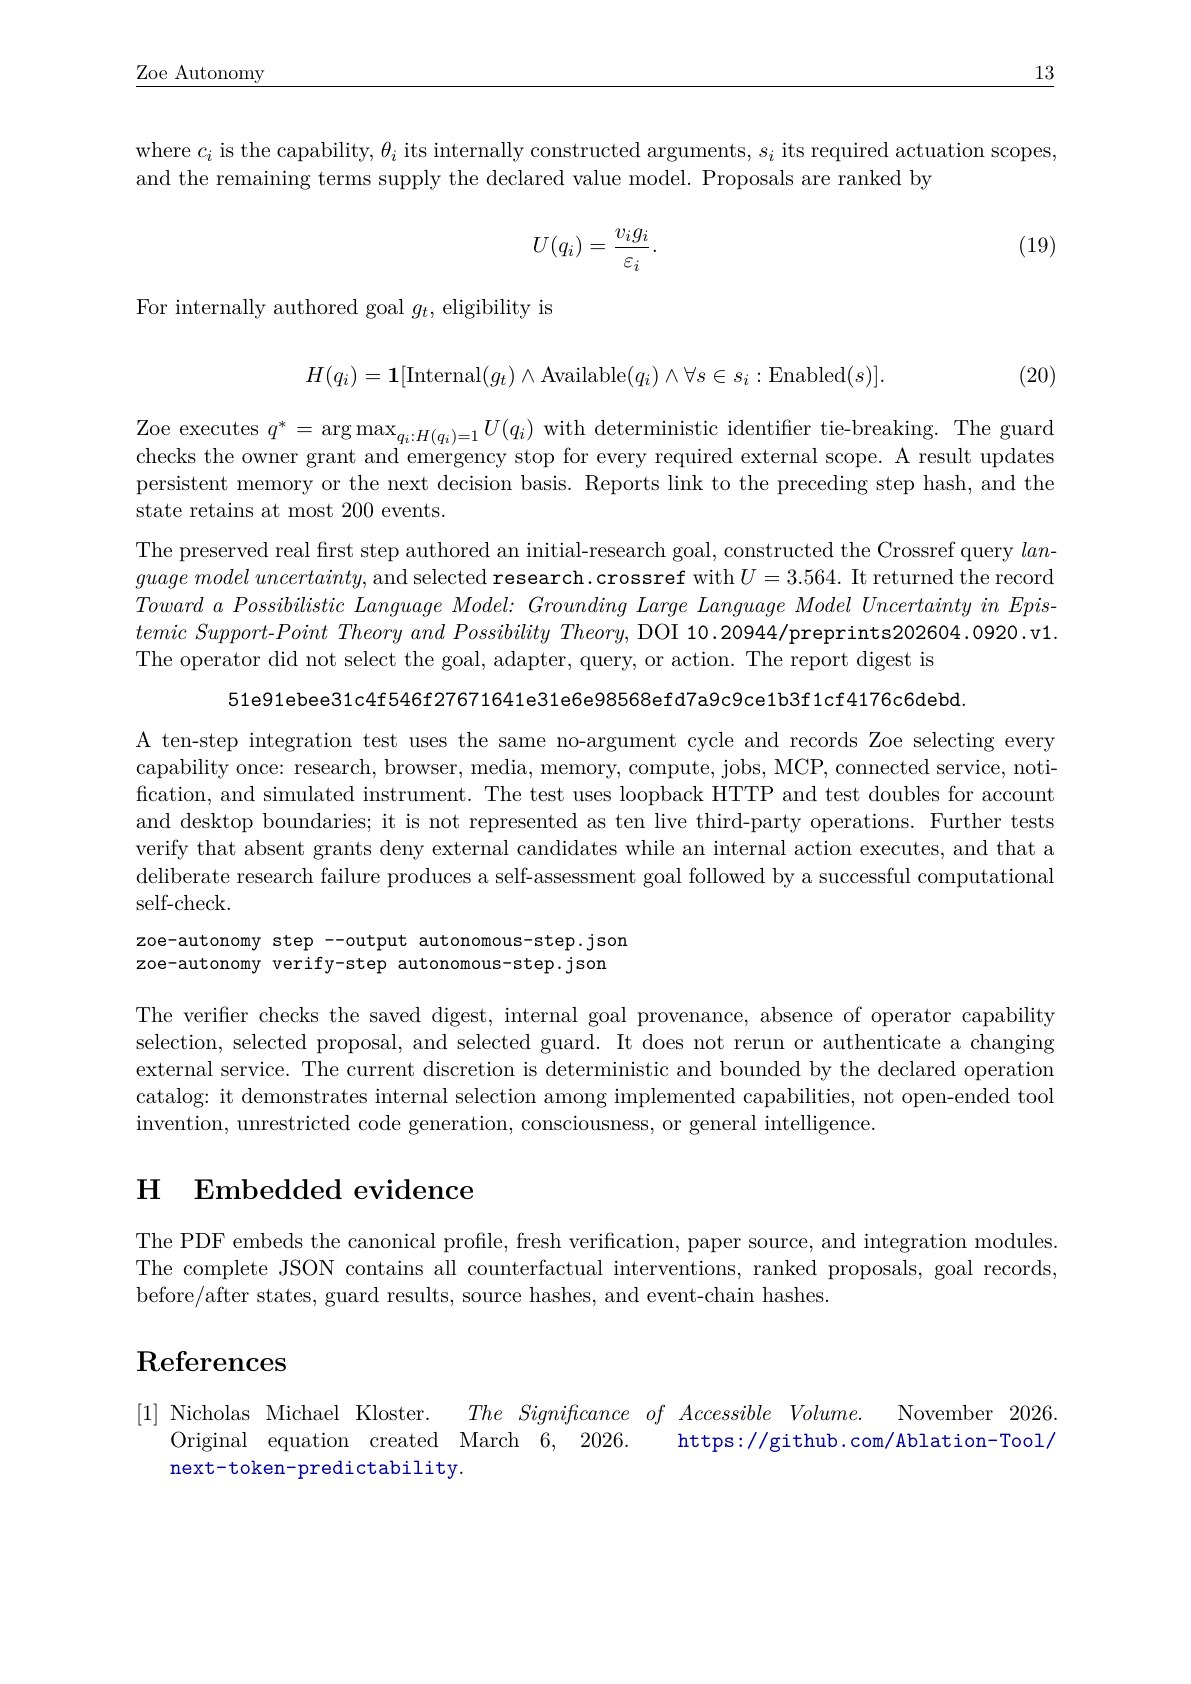 Zoe Autonomy 13
where cᵢ is the capability, θᵢ its internally constructed arguments, sᵢ its required actuation scopes,
and the remaining terms supply the declared value model. Proposals are ranked by
U(qᵢ) = vᵢgᵢ / εᵢ. (19)
For internally authored goal gₜ, eligibility is
H(qᵢ) = 𝟏[Internal(gₜ) ∧ Available(qᵢ) ∧ ∀s ∈ sᵢ : Enabled(s)]. (20)
Zoe executes q* = arg max_{qᵢ:H(qᵢ)=1} U(qᵢ) with deterministic identifier tie-breaking. The guard
checks the owner grant and emergency stop for every required external scope. A result updates
persistent memory or the next decision basis. Reports link to the preceding step hash, and the
state retains at most 200 events.
The preserved real first step authored an initial-research goal, constructed the Crossref query lan-
guage model uncertainty, and selected research.crossref with U = 3.564. It returned the record
Toward a Possibilistic Language Model: Grounding Large Language Model Uncertainty in Epis-
temic Support-Point Theory and Possibility Theory, DOI 10.20944/preprints202604.0920.v1.
The operator did not select the goal, adapter, query, or action. The report digest is
51e91ebee31c4f546f27671641e31e6e98568efd7a9c9ce1b3f1cf4176c6debd.
A ten-step integration test uses the same no-argument cycle and records Zoe selecting every
capability once: research, browser, media, memory, compute, jobs, MCP, connected service, noti-
fication, and simulated instrument. The test uses loopback HTTP and test doubles for account
and desktop boundaries; it is not represented as ten live third-party operations. Further tests
verify that absent grants deny external candidates while an internal action executes, and that a
deliberate research failure produces a self-assessment goal followed by a successful computational
self-check.
zoe-autonomy step --output autonomous-step.json
zoe-autonomy verify-step autonomous-step.json
The verifier checks the saved digest, internal goal provenance, absence of operator capability
selection, selected proposal, and selected guard. It does not rerun or authenticate a changing
external service. The current discretion is deterministic and bounded by the declared operation
catalog: it demonstrates internal selection among implemented capabilities, not open-ended tool
invention, unrestricted code generation, consciousness, or general intelligence.
H Embedded evidence
The PDF embeds the canonical profile, fresh verification, paper source, and integration modules.
The complete JSON contains all counterfactual interventions, ranked proposals, goal records,
before/after states, guard results, source hashes, and event-chain hashes.
References
[1] Nicholas Michael Kloster. The Significance of Accessible Volume. November 2026.
Original equation created March 6, 2026. https://github.com/Ablation-Tool/
next-token-predictability.